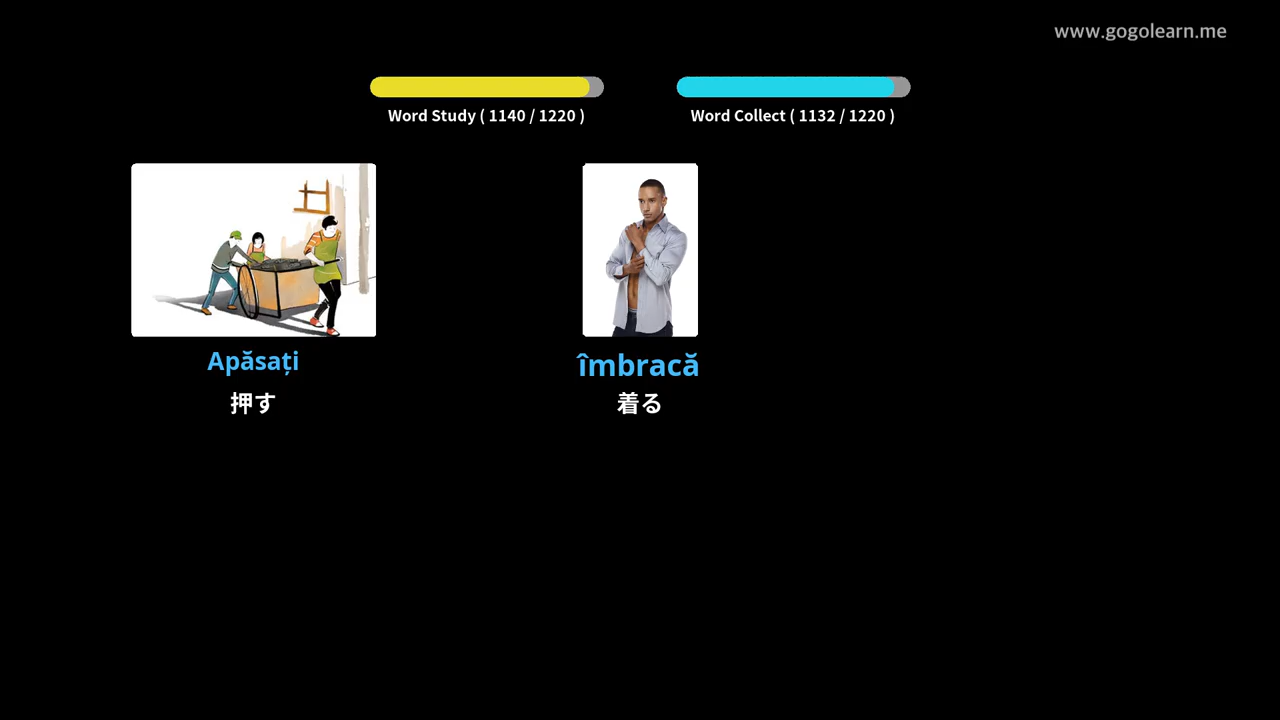 www.gogolearn.me
Word Study ( 1140 / 1220 )
Word Collect ( 1132 / 1220 )
Apăsați
îmbracă
押す
着る